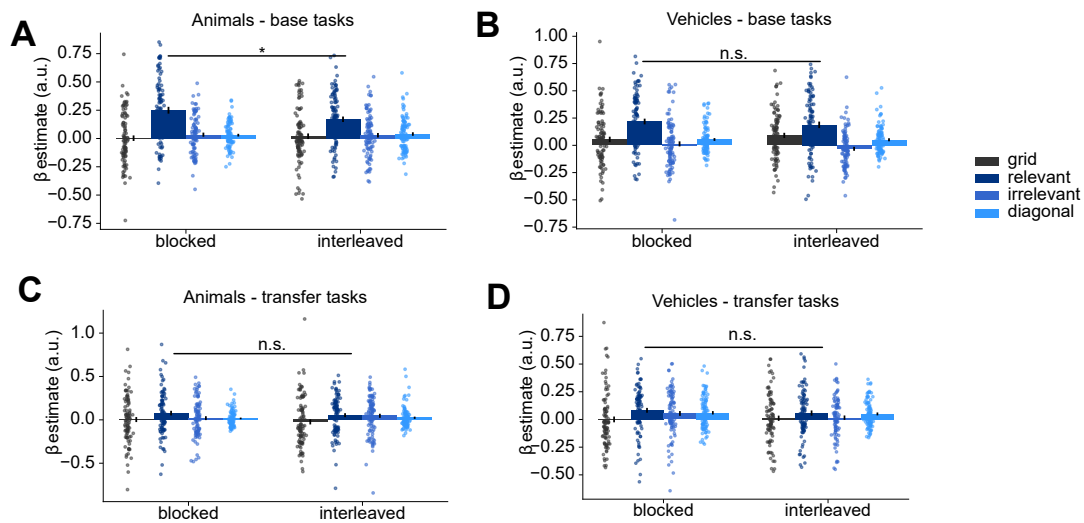 A
Animals - base tasks
β estimate (a.u.)
0.75
0.50
0.25
0.00
−0.25
−0.50
−0.75
*
blocked
interleaved
B
Vehicles - base tasks
β estimate (a.u.)
1.00
0.75
0.50
0.25
0.00
−0.25
−0.50
−0.75
n.s.
blocked
interleaved
grid
relevant
irrelevant
diagonal
C
Animals - transfer tasks
β estimate (a.u.)
1.0
0.5
0.0
−0.5
n.s.
blocked
interleaved
D
Vehicles - transfer tasks
β estimate (a.u.)
0.75
0.50
0.25
0.00
−0.25
−0.50
n.s.
blocked
interleaved